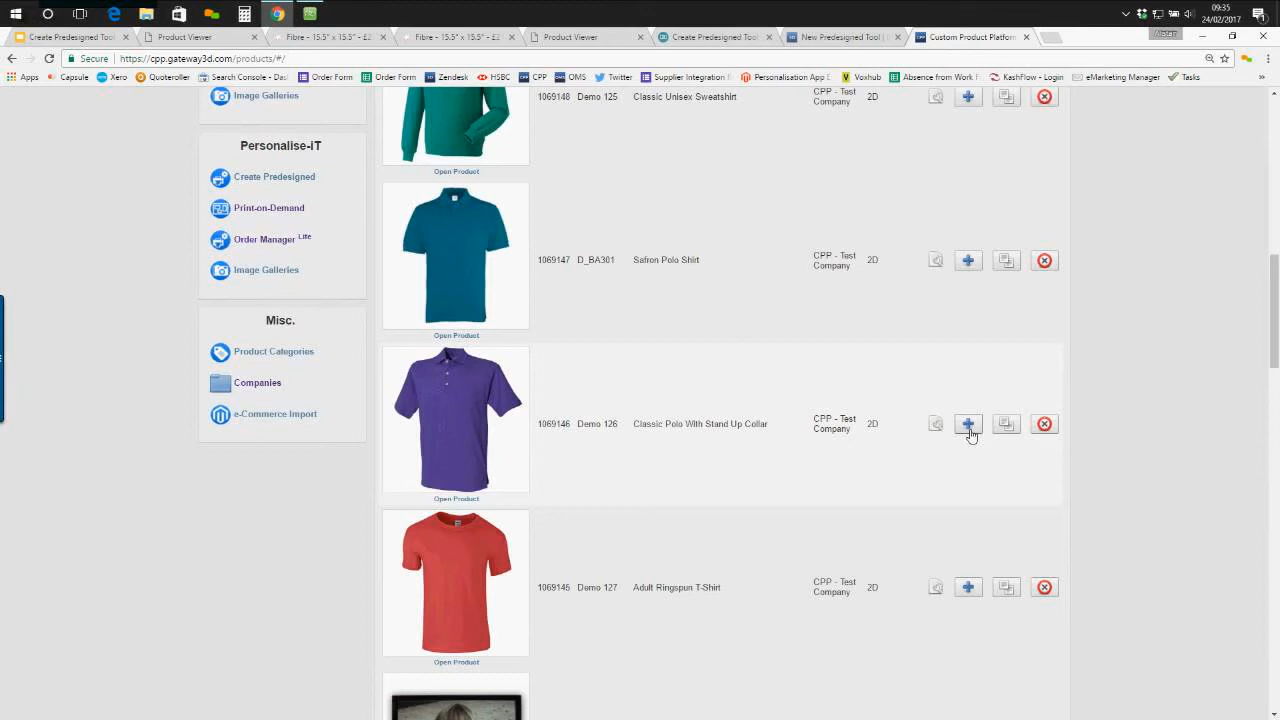 09:35
24/02/2017
1
Create Predesigned Tool
Product Viewer
Fibre - 15.5" x 15.5" - £2
Fibre - 15.5" x 15.5" - £2
Product Viewer
Create Predesigned Tool
New Predesigned Tool |
Custom Product Platform
Alistair
Secure
https://cpp.gateway3d.com/products/#/
Apps
Capsule
Xero
Quoteroller
Search Console - Das
Order Form
Order Form
Zendesk
HSBC
CPP
OMS
Twitter
Supplier Integration
Personalisation App D
Voxhub
Absence from Work F
KashFlow - Login
eMarketing Manager
Tasks
Image Galleries
Personalise-iT
Create Predesigned
Print-on-Demand
Order Manager Lite
Image Galleries
Misc.
Product Categories
Companies
e-Commerce Import
1069148 Demo 125 Classic Unisex Sweatshirt CPP - Test Company 2D
Open Product
1069147 D_BA301 Safron Polo Shirt CPP - Test Company 2D
Open Product
1069146 Demo 126 Classic Polo With Stand Up Collar CPP - Test Company 2D
Open Product
1069145 Demo 127 Adult Ringspun T-Shirt CPP - Test Company 2D
Open Product